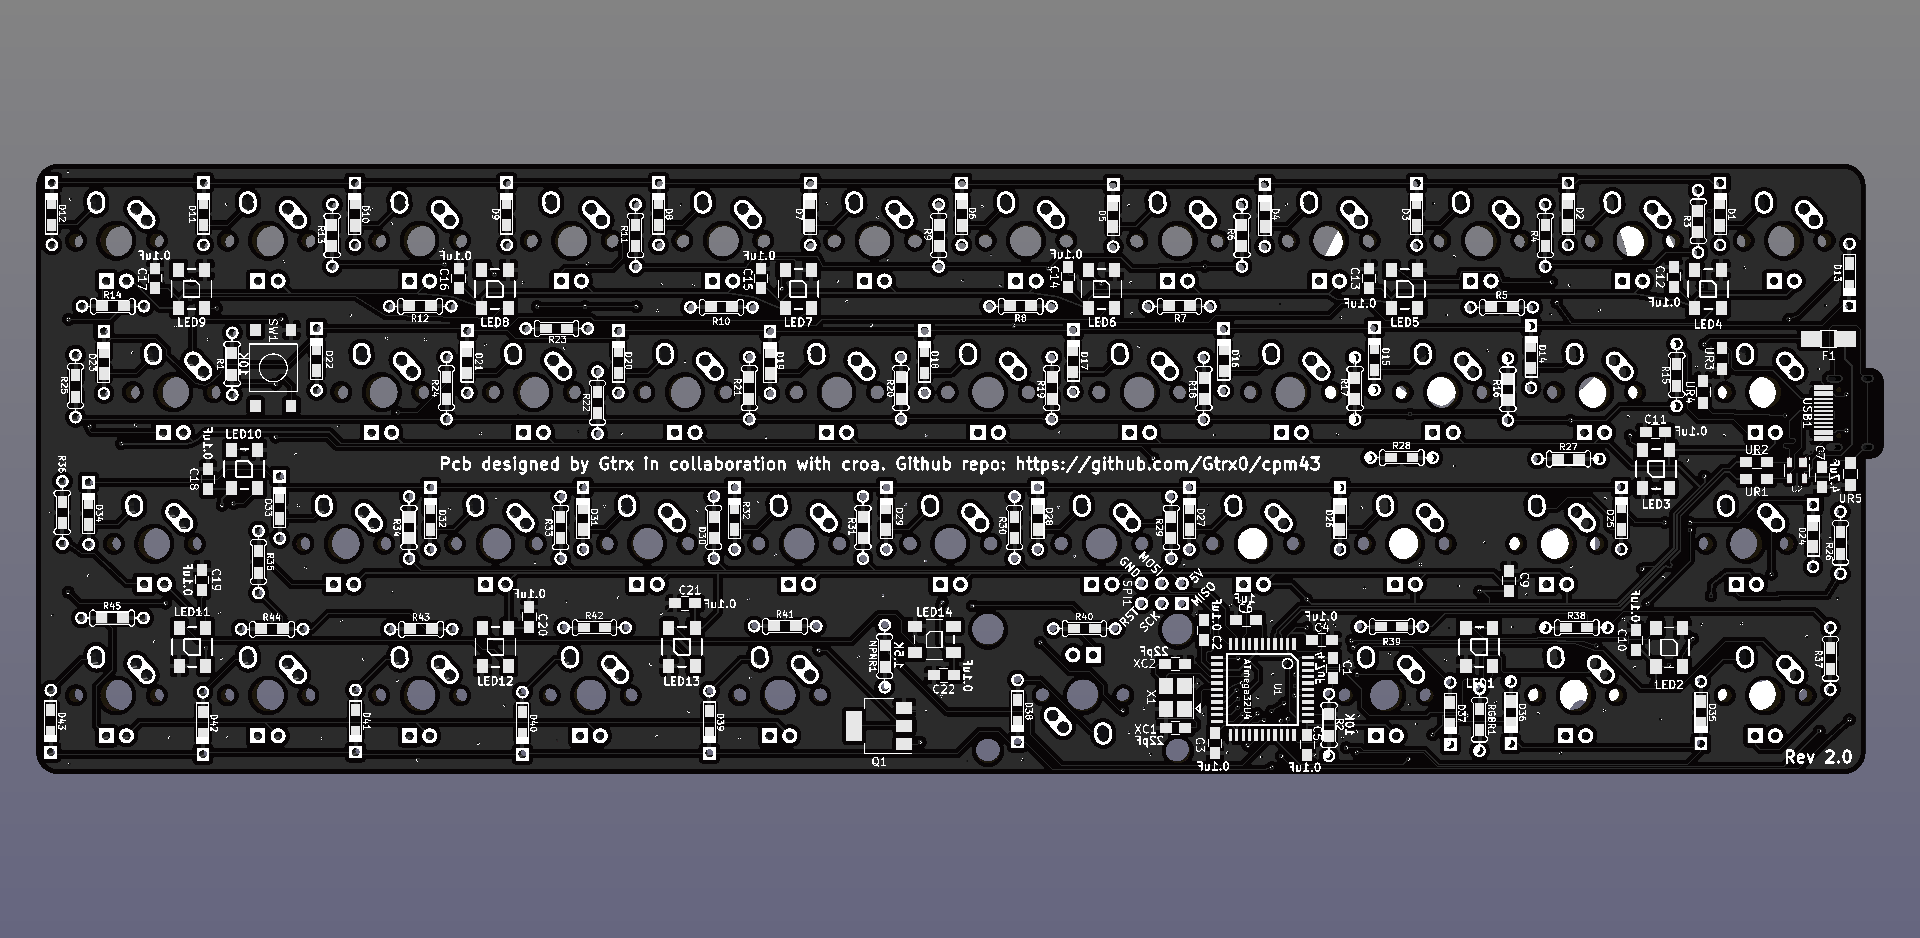 D12
D11
D10
D9
D8
D7
D6
D5
D4
D3
D2
D1
R13
R11
R9
R6
R4
R3
0.1uF
C17
0.1uF
C16
0.1uF
C15
0.1uF
C14
C13
0.1uF
C12
0.1uF
D13
R14
LED9
R12
LED8
R10
LED7
R8
LED6
R7
LED5
R5
LED4
SW1
R23
F1
R25
D23
R1
10K
D22
R24
D21
R22
D20
R21
D19
R20
D18
R19
D17
R18
D16
R17
D15
R16
D14
R15
UR3
UR4
USB1
LED10
0.1uF
C18
C11
0.1uF
Pcb designed by Gtrx in collaboration with croa. Github repo: https://github.com/Gtrx0/cpm43
R28
R27
LED3
UR2
UR1
UR5
R36
D34
D33
R35
R34
D32
R33
D31
D30
R32
R31
D29
R30
D28
R29
D27
D26
D25
D24
R26
C19
0.1uF
MOSI
GND
5V
SPI1
MISO
RST
SCK
C9
R45
LED11
R44
R43
0.1uF
C20
LED12
R42
C21
0.1uF
LED13
R41
LED14
1.5K
C22
0.1uF
R40
0.1uF
C2
1uF
C6
0.1uF
C4
R39
R38
0.1uF
C10
LED2
LED1
R37
XC2
22pF
X1
XC1
22pF
ATmega32U4
U1
C1
R2
10K
C3
0.1uF
C5
0.1uF
D43
D42
D41
D40
D39
Q1
D38
D37
RGBR1
D36
D35
Rev 2.0